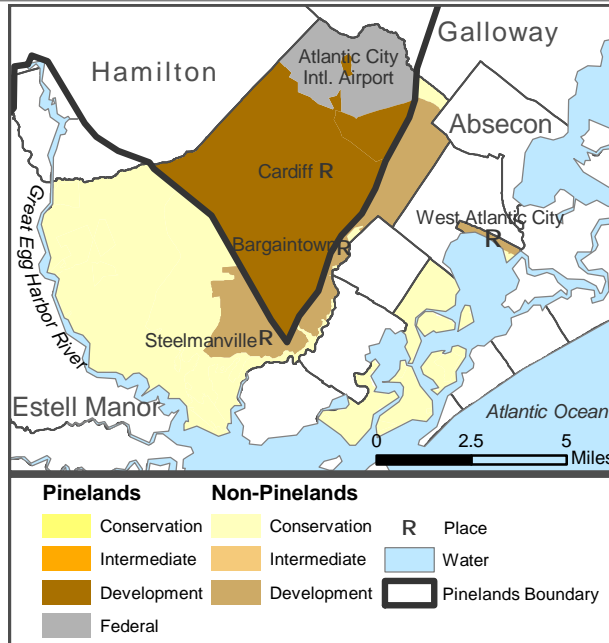 Galloway
Hamilton
Atlantic City
Intl. Airport
Absecon
Cardiff R
West Atlantic City
R
Bargaintown R
Great Egg Harbor River
Steelmanville R
Estell Manor
Atlantic Ocean
0 2.5 5
Miles
Pinelands Non-Pinelands
Conservation Conservation R Place
Intermediate Intermediate Water
Development Development Pinelands Boundary
Federal